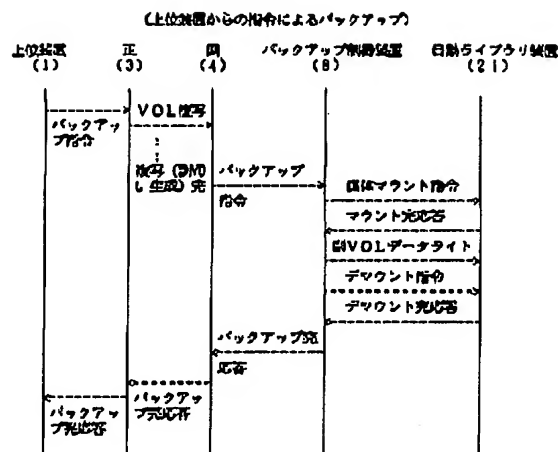 (上位装置からの指令によるバックアップ)
上位装置 正 副 バックアップ制御装置 自動ライブラリ装置
(1) (3) (4) (8) (21)
VOL複写
バックアッ
プ指令
複写
し生成)完
バックアップ
指令
媒体マウント指令
マウント完応答
副VOLデータライト
デマウント指令
デマウント完応答
バックアップ完
応答
バックアッ
プ完応答
バックアッ
プ完応答